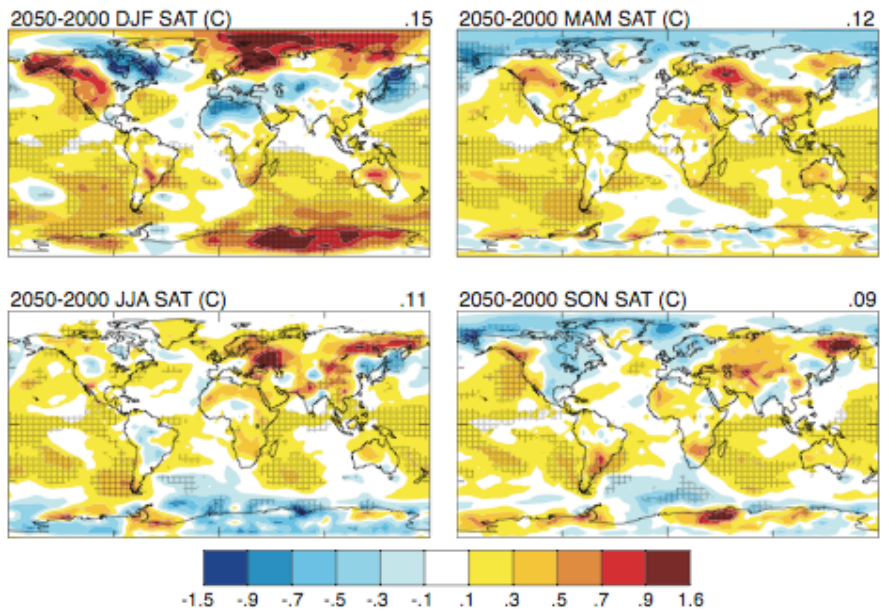 2050-2000 DJF SAT (C) .15
2050-2000 MAM SAT (C) .12
2050-2000 JJA SAT (C) .11
2050-2000 SON SAT (C) .09
-1.5 -.9 -.7 -.5 -.3 -.1 .1 .3 .5 .7 .9 1.6